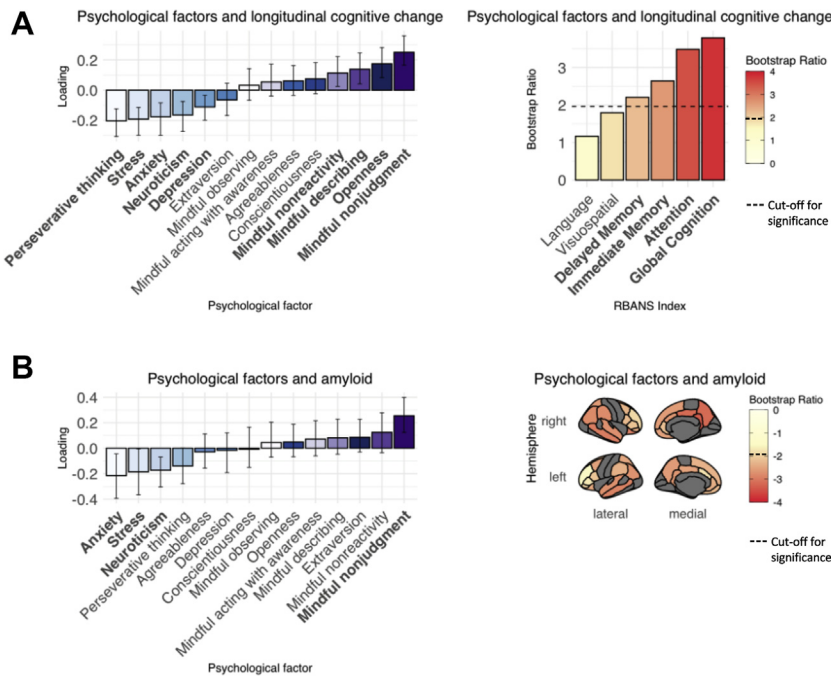 A
Psychological factors and longitudinal cognitive change
Loading
0.2
0.0
-0.2
Perseverative thinking
Stress
Anxiety
Neuroticism
Depression
Extraversion
Mindful observing
Mindful acting with awareness
Agreeableness
Conscientiousness
Mindful nonreactivity
Mindful describing
Openness
Mindful nonjudgment
Psychological factor
Psychological factors and longitudinal cognitive change
Bootstrap Ratio
3
2
1
0
Language
Visuospatial
Delayed Memory
Immediate Memory
Attention
Global Cognition
RBANS Index
Bootstrap Ratio
4
3
2
1
0
Cut-off for
significance
B
Psychological factors and amyloid
Loading
0.4
0.2
0.0
-0.2
-0.4
Anxiety
Stress
Neuroticism
Perseverative thinking
Agreeableness
Depression
Conscientiousness
Mindful observing
Openness
Mindful acting with awareness
Mindful describing
Extraversion
Mindful nonreactivity
Mindful nonjudgment
Psychological factor
Psychological factors and amyloid
Hemisphere
right
left
lateral medial
Bootstrap Ratio
0
-1
-2
-3
-4
Cut-off for
significance